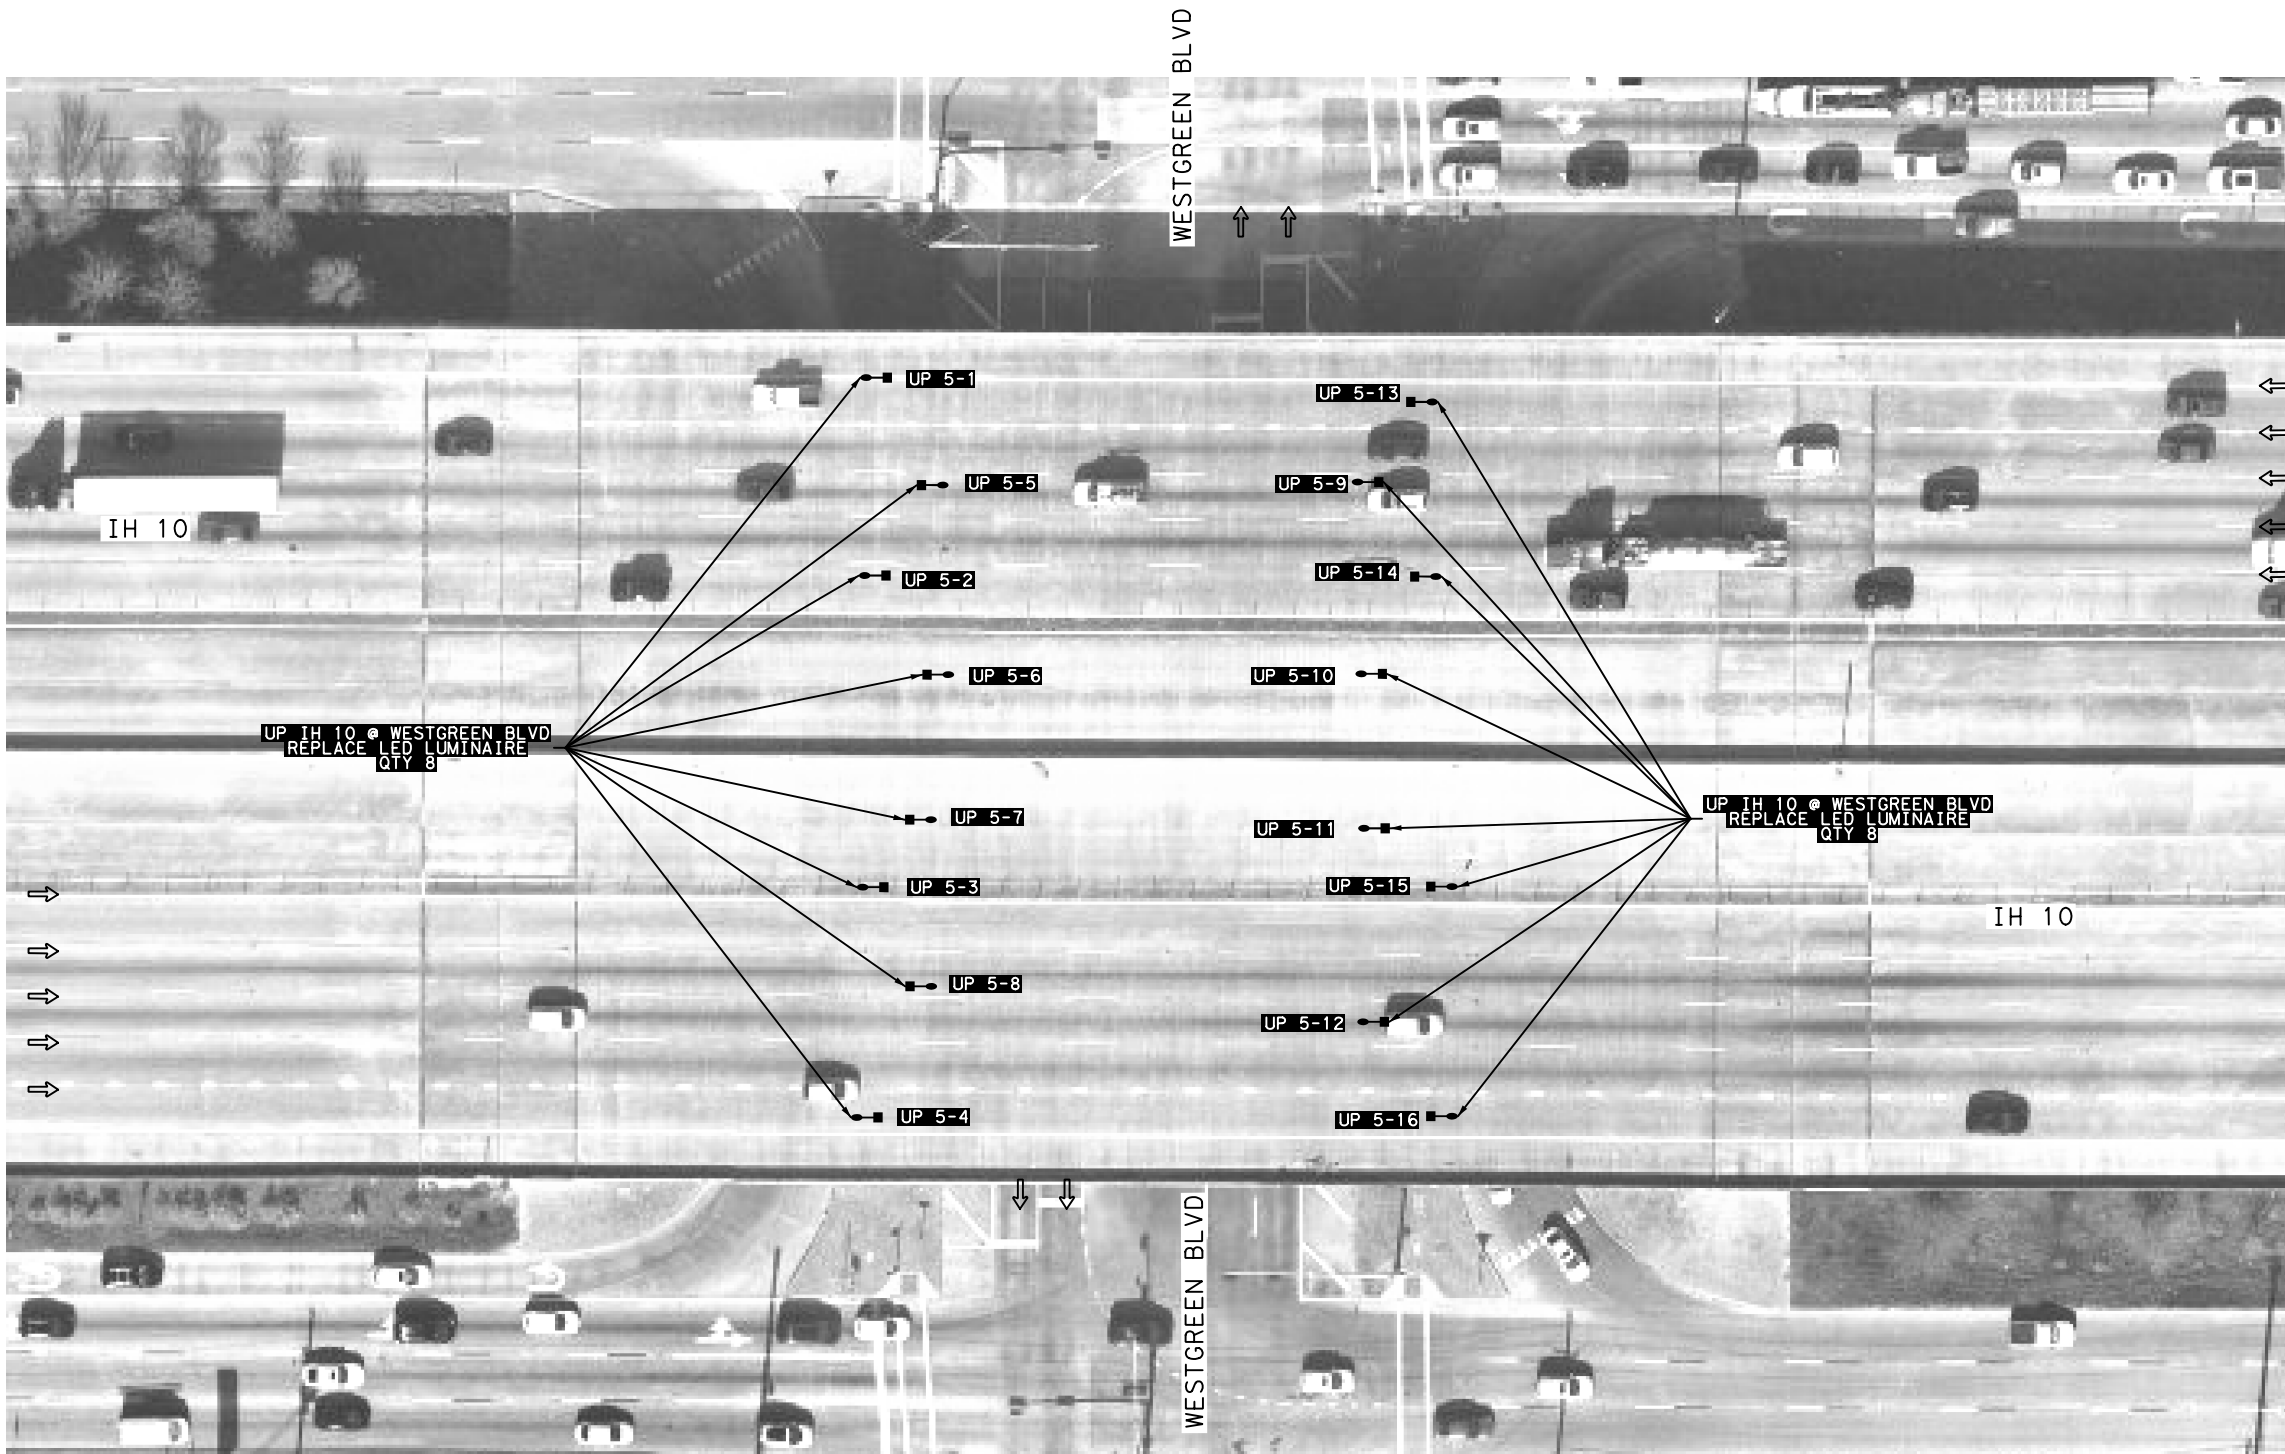 WESTGREEN BLVD
UP 5-1
UP 5-13
UP 5-5
UP 5-9
IH 10
UP 5-2
UP 5-14
UP 5-6
UP 5-10
UP IH 10 @ WESTGREEN BLVD
REPLACE LED LUMINAIRE
QTY 8
UP IH 10 @ WESTGREEN BLVD
REPLACE LED LUMINAIRE
QTY 8
UP 5-7
UP 5-11
UP 5-3
UP 5-15
IH 10
UP 5-8
UP 5-12
UP 5-4
UP 5-16
WESTGREEN BLVD